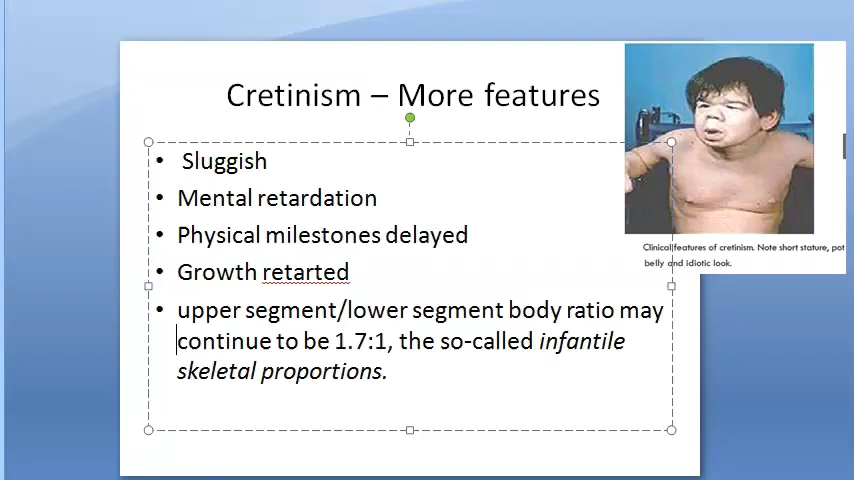 Cretinism – More features
• Sluggish
• Mental retardation
• Physical milestones delayed
• Growth retarted
• upper segment/lower segment body ratio may
continue to be 1.7:1, the so-called infantile
skeletal proportions.
Clinical features of cretinism. Note short stature, pot
belly and idiotic look.